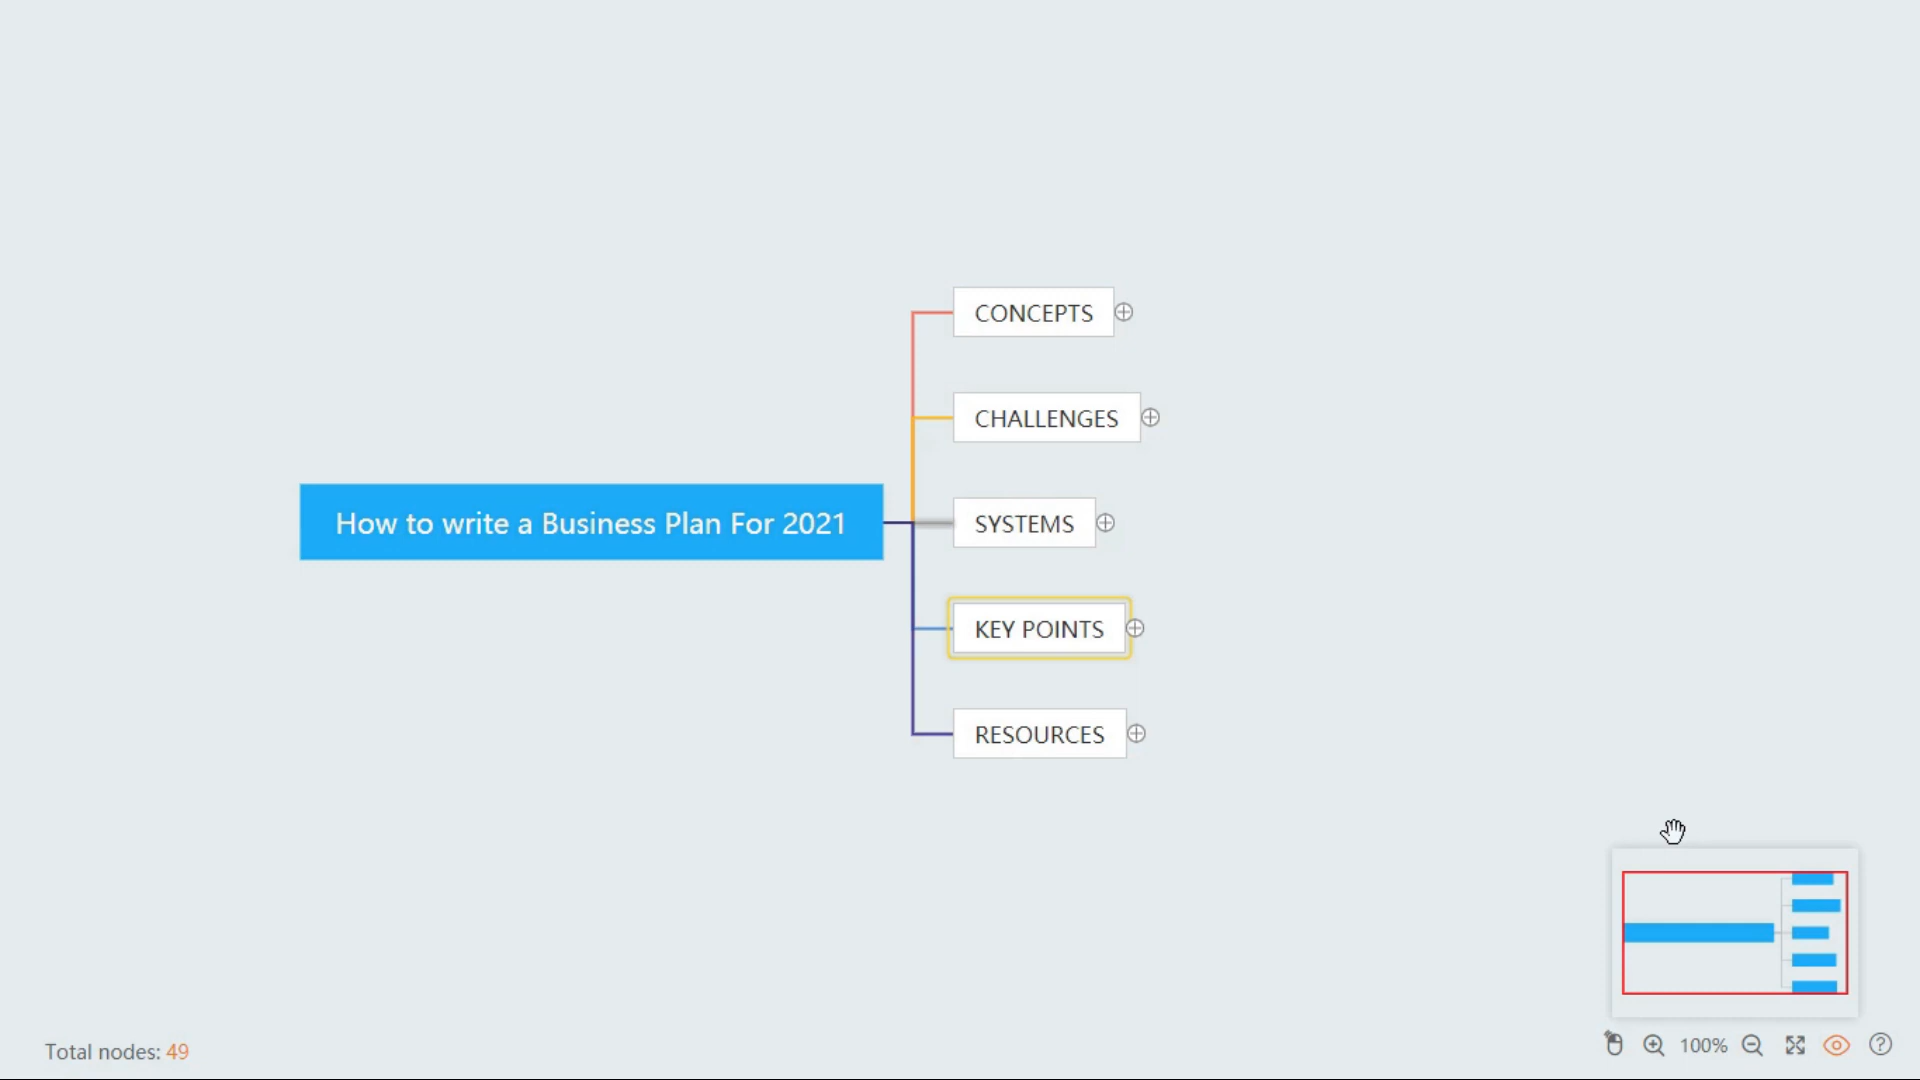 CONCEPTS
CHALLENGES
How to write a Business Plan For 2021
SYSTEMS
KEY POINTS
RESOURCES
Total nodes: 49
100%